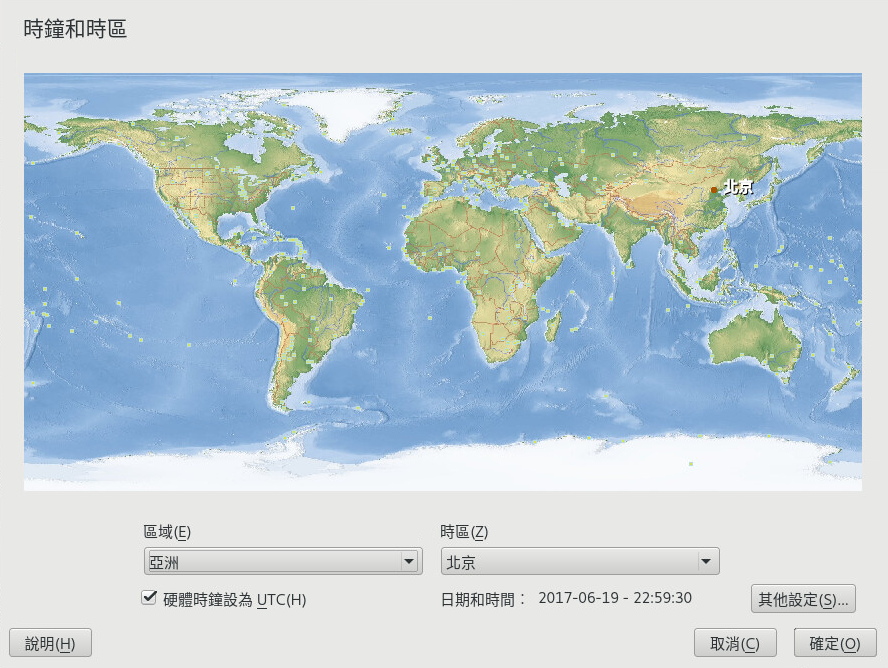 時鐘和時區
北京
區域(E)
時區(Z)
亞洲
北京
硬體時鐘設為 UTC(H)
日期和時間：
2017-06-19 - 22:59:30
其他設定(S)...
說明(H)
取消(C)
確定(O)